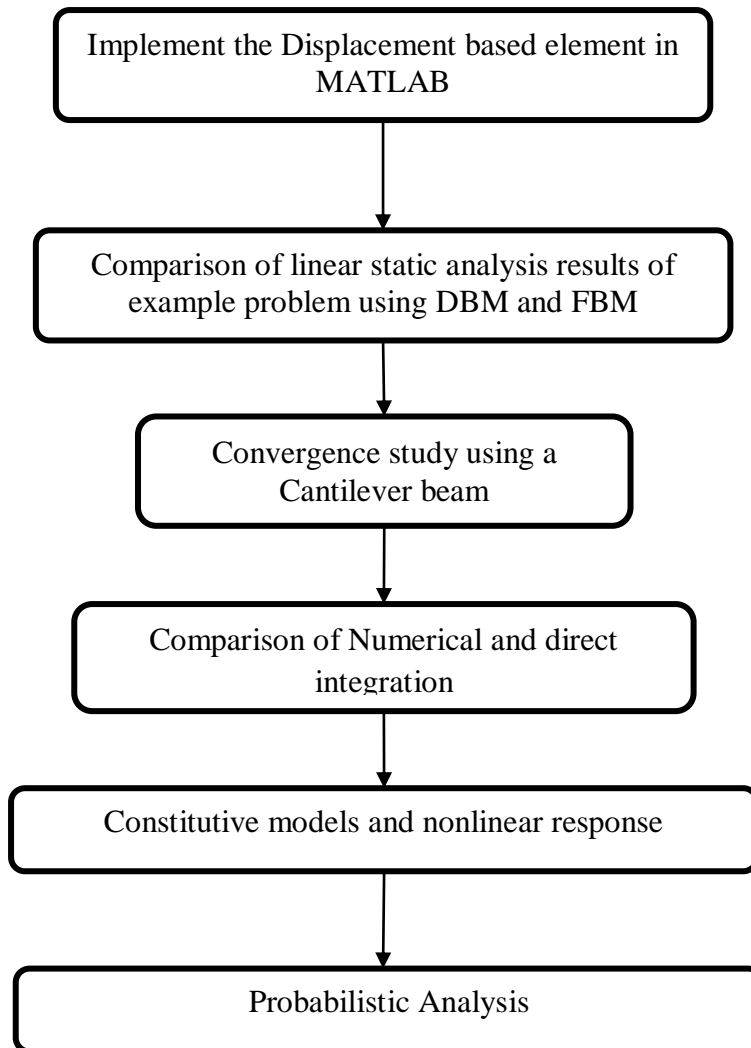 Implement the Displacement based element in
MATLAB
Comparison of linear static analysis results of
example problem using DBM and FBM
Convergence study using a
Cantilever beam
Comparison of Numerical and direct
integration
Constitutive models and nonlinear response
Probabilistic Analysis